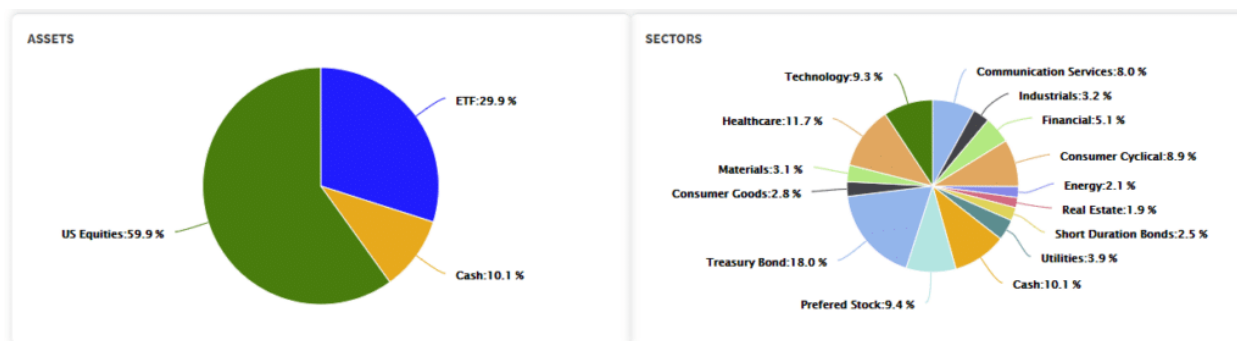 ASSETS
ETF:29.9 %
Cash:10.1 %
US Equities:59.9 %
SECTORS
Communication Services:8.0 %
Industrials:3.2 %
Financial:5.1 %
Consumer Cyclical:8.9 %
Energy:2.1 %
Real Estate:1.9 %
Short Duration Bonds:2.5 %
Utilities:3.9 %
Cash:10.1 %
Prefered Stock:9.4 %
Treasury Bond:18.0 %
Consumer Goods:2.8 %
Materials:3.1 %
Healthcare:11.7 %
Technology:9.3 %